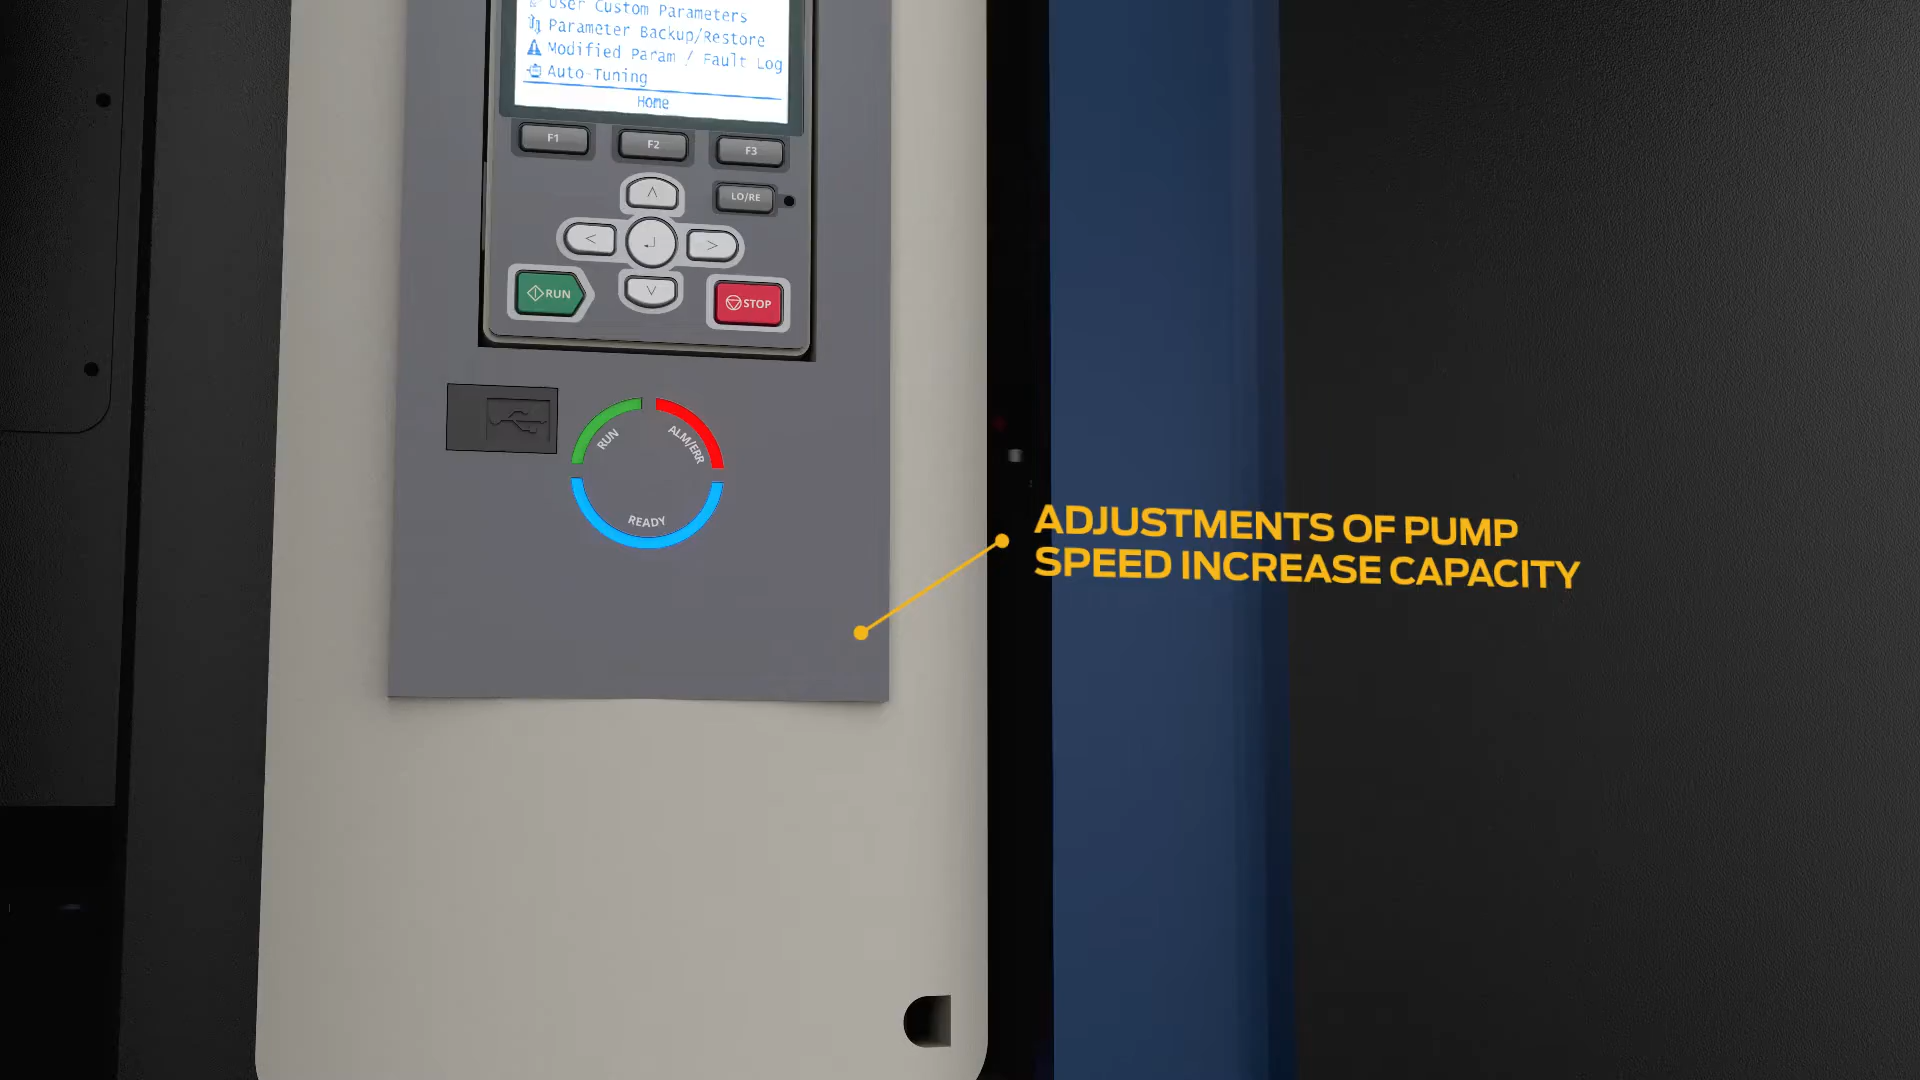 User Custom Parameters
Parameter Backup/Restore
Modified Param / Fault Log
Auto-Tuning
Home
F1
F2
F3
LO/RE
RUN
STOP
RUN
ALM/ERR
READY
ADJUSTMENTS OF PUMP
SPEED INCREASE CAPACITY